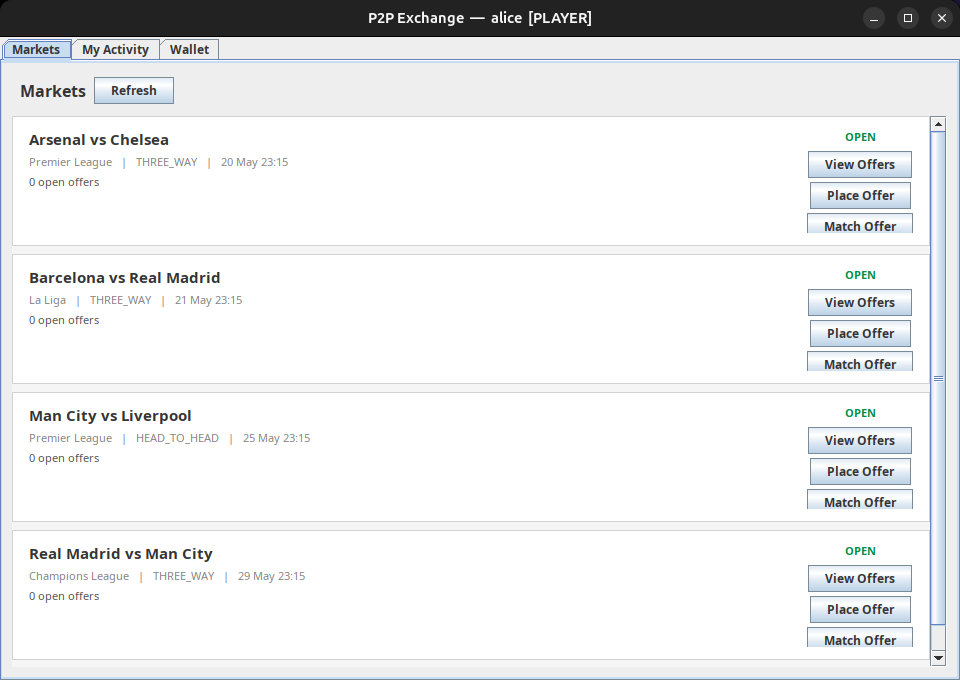 P2P Exchange — alice [PLAYER]
Markets My Activity Wallet
Markets Refresh
Arsenal vs Chelsea
Premier League | THREE_WAY | 20 May 23:15
0 open offers
OPEN
View Offers
Place Offer
Match Offer
Barcelona vs Real Madrid
La Liga | THREE_WAY | 21 May 23:15
0 open offers
OPEN
View Offers
Place Offer
Match Offer
Man City vs Liverpool
Premier League | HEAD_TO_HEAD | 25 May 23:15
0 open offers
OPEN
View Offers
Place Offer
Match Offer
Real Madrid vs Man City
Champions League | THREE_WAY | 29 May 23:15
0 open offers
OPEN
View Offers
Place Offer
Match Offer